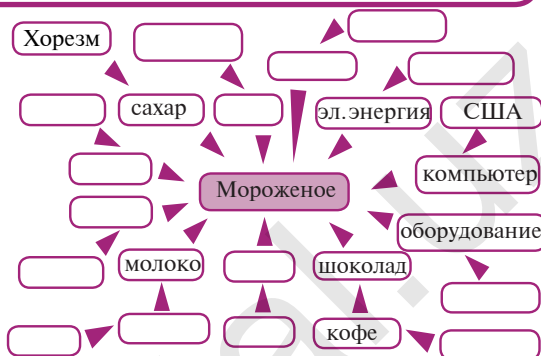 Хорезм
сахар
эл.энергия
США
Мороженое
компьютер
оборудование
молоко
шоколад
кофе